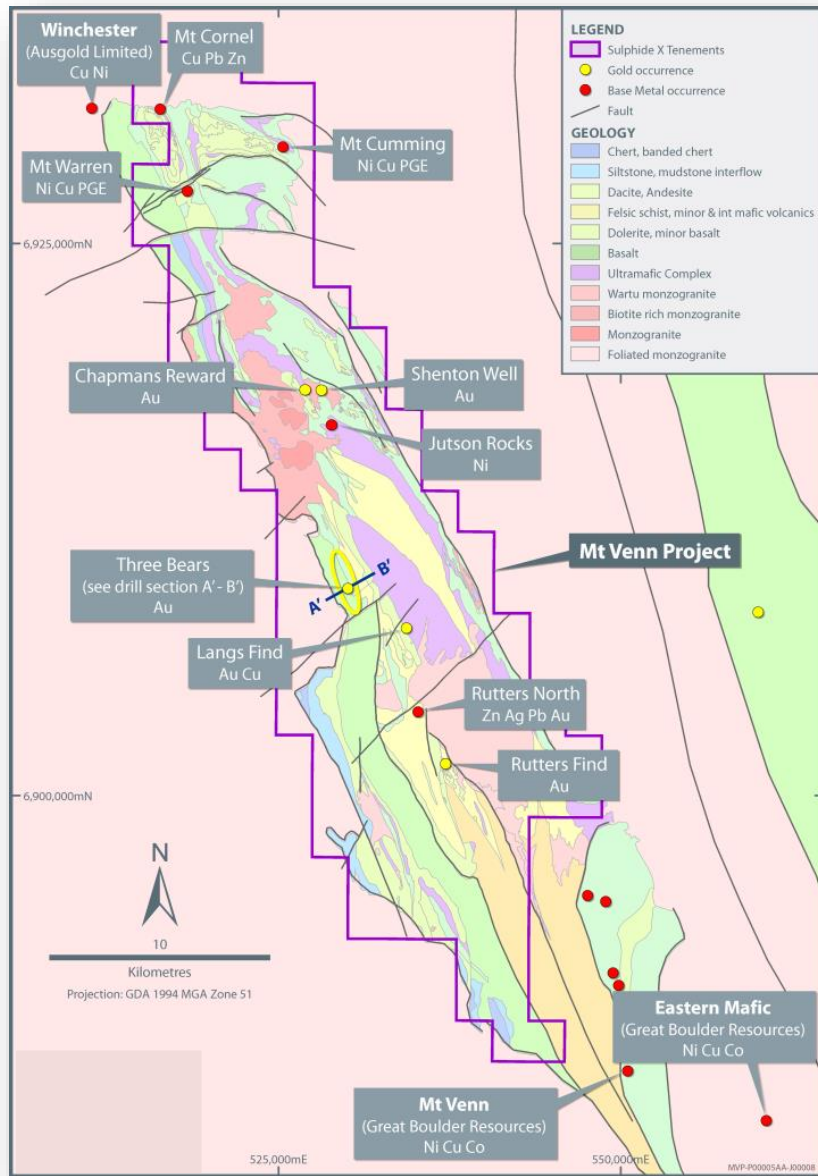 Winchester
(Ausgold Limited)
Cu Ni
Mt Cornel
Cu Pb Zn
LEGEND
Sulphide X Tenements
Gold occurrence
Base Metal occurrence
Fault
GEOLOGY
Chert, banded chert
Siltstone, mudstone interflow
Dacite, Andesite
Felsic schist, minor & int mafic volcanics
Dolerite, minor basalt
Basalt
Ultramafic Complex
Wartu monzogranite
Biotite rich monzogranite
Monzogranite
Foliated monzogranite
Mt Cumming
Ni Cu PGE
Mt Warren
Ni Cu PGE
6,925,000mN
Chapmans Reward
Au
Shenton Well
Au
Jutson Rocks
Ni
Mt Venn Project
Three Bears
(see drill section A' - B')
Au
A'
B'
Langs Find
Au Cu
Rutters North
Zn Ag Pb Au
Rutters Find
Au
6,900,000mN
N
10
Kilometres
Projection: GDA 1994 MGA Zone 51
Eastern Mafic
(Great Boulder Resources)
Ni Cu Co
Mt Venn
(Great Boulder Resources)
Ni Cu Co
525,000mE
550,000mE
MVP-P00005AA-J00008